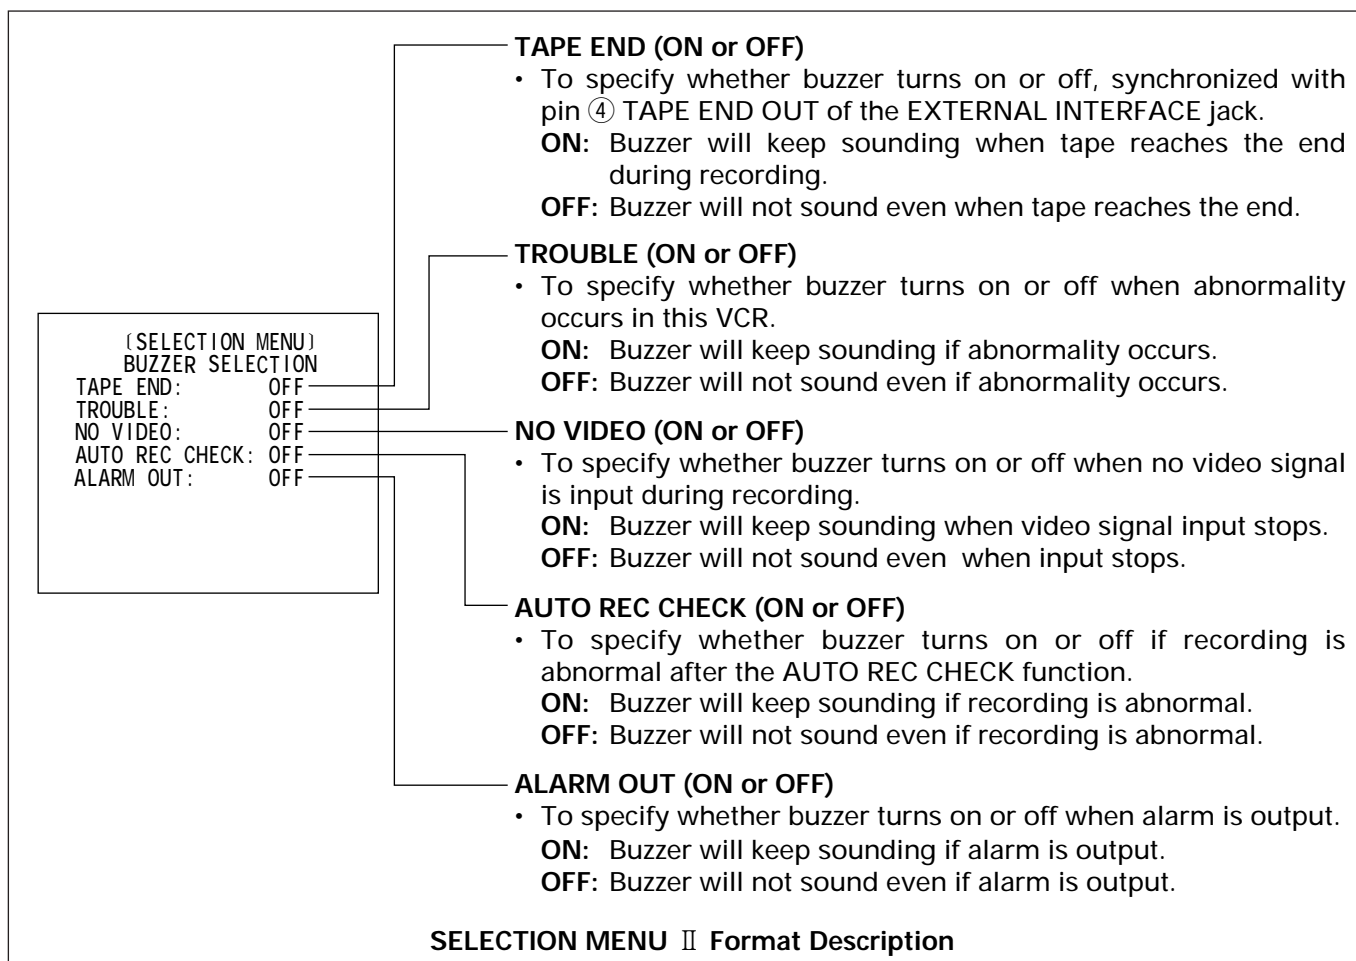 TAPE END (ON or OFF)
• To specify whether buzzer turns on or off, synchronized with
pin ④ TAPE END OUT of the EXTERNAL INTERFACE jack.
ON: Buzzer will keep sounding when tape reaches the end
during recording.
OFF: Buzzer will not sound even when tape reaches the end.
TROUBLE (ON or OFF)
• To specify whether buzzer turns on or off when abnormality
occurs in this VCR.
ON: Buzzer will keep sounding if abnormality occurs.
OFF: Buzzer will not sound even if abnormality occurs.
(SELECTION MENU)
BUZZER SELECTION
TAPE END: OFF
TROUBLE: OFF
NO VIDEO: OFF
AUTO REC CHECK: OFF
ALARM OUT: OFF
NO VIDEO (ON or OFF)
• To specify whether buzzer turns on or off when no video signal
is input during recording.
ON: Buzzer will keep sounding when video signal input stops.
OFF: Buzzer will not sound even when input stops.
AUTO REC CHECK (ON or OFF)
• To specify whether buzzer turns on or off if recording is
abnormal after the AUTO REC CHECK function.
ON: Buzzer will keep sounding if recording is abnormal.
OFF: Buzzer will not sound even if recording is abnormal.
ALARM OUT (ON or OFF)
• To specify whether buzzer turns on or off when alarm is output.
ON: Buzzer will keep sounding if alarm is output.
OFF: Buzzer will not sound even if alarm is output.
SELECTION MENU Ⅱ Format Description